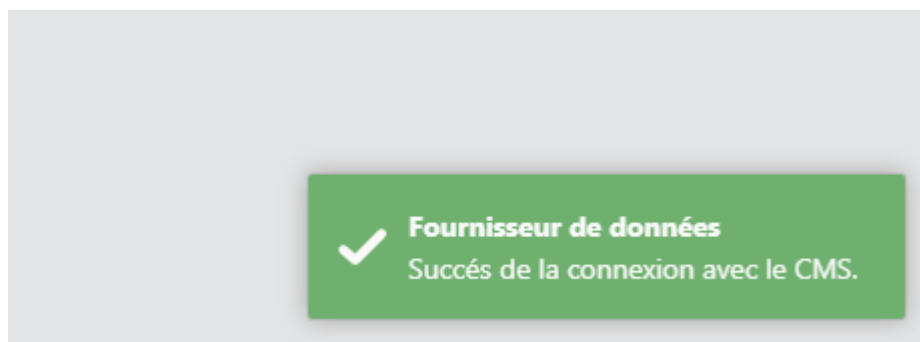 Fournisseur de données
Succés de la connexion avec le CMS.